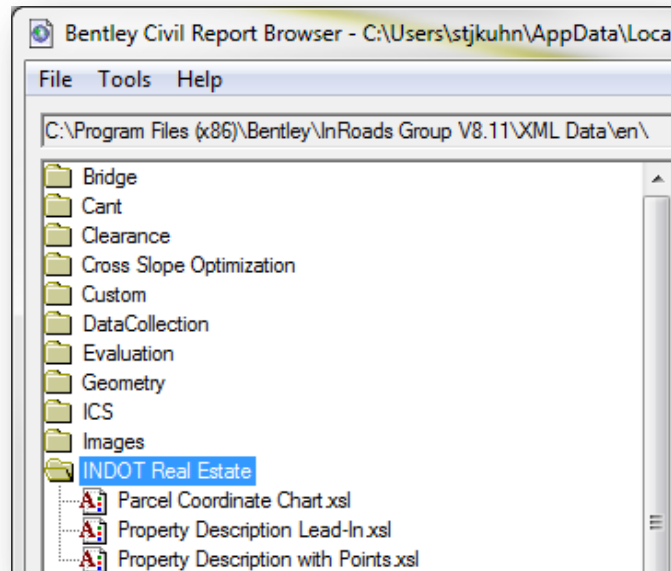 Bentley Civil Report Browser - C:\Users\stjkuhn\AppData\Loca
File Tools Help
C:\Program Files (x86)\Bentley\InRoads Group V8.11\XML Data\en\
Bridge
Cant
Clearance
Cross Slope Optimization
Custom
DataCollection
Evaluation
Geometry
ICS
Images
INDOT Real Estate
Parcel Coordinate Chart.xsl
Property Description Lead-In.xsl
Property Description with Points.xsl